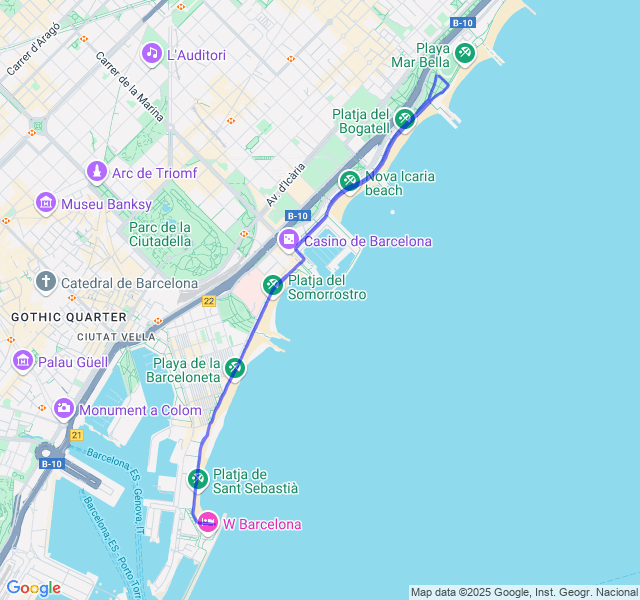 B-10
Carrer d'Aragó
L'Auditori
Playa
Mar Bella
Carrer de la Marina
Platja del
Bogatell
Arc de Triomf
Av. d'Icària
Nova Icaria
beach
Museu Banksy
B-10
Parc de la
Ciutadella
Casino de Barcelona
Catedral de Barcelona
Platja del
Somorrostro
22
GOTHIC QUARTER
CIUTAT VELLA
Palau Güell
Playa de la
Barceloneta
Monument a Colom
21
B-10
Barcelona, ES - Génova, IT
Platja de
Sant Sebastià
Barcelona, ES - Porto Torr
W Barcelona
Google
Map data ©2025 Google, Inst. Geogr. Nacional